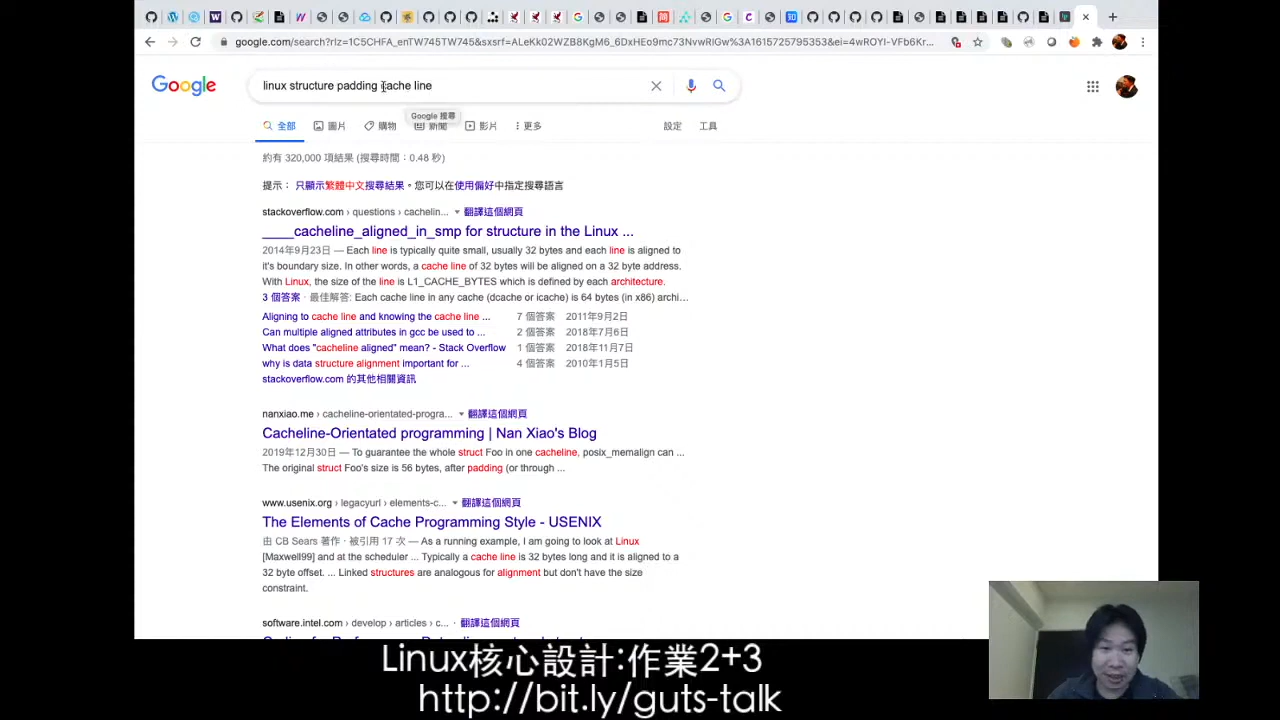 google.com/search?rlz=1C5CHFA_enTW745TW745&sxsrf=ALeKk02WZB8KgM6_6DxHEo9mc73NvwRlGw%3A1615725795353&ei=4wROYI-VFb6Kr...
Google
linux structure padding cache line
Google 搜尋
全部 圖片 購物 新聞 影片 更多 設定 工具
約有 320,000 項結果 (搜尋時間:0.48 秒)
提示: 只顯示繁體中文搜尋結果。您可以在使用偏好中指定搜尋語言
stackoverflow.com › questions › cachelin... 翻譯這個網頁
____cacheline_aligned_in_smp for structure in the Linux ...
2014年9月23日 — Each line is typically quite small, usually 32 bytes and each line is aligned to
it's boundary size. In other words, a cache line of 32 bytes will be aligned on a 32 byte address.
With Linux, the size of the line is L1_CACHE_BYTES which is defined by each architecture.
3 個答案 · 最佳解答: Each cache line in any cache (dcache or icache) is 64 bytes (in x86) archi...
Aligning to cache line and knowing the cache line ... 7 個答案 2011年9月2日
Can multiple aligned attributes in gcc be used to ... 2 個答案 2018年7月6日
What does "cacheline aligned" mean? - Stack Overflow 1 個答案 2018年11月7日
why is data structure alignment important for ... 4 個答案 2010年1月5日
stackoverflow.com 的其他相關資訊
nanxiao.me › cacheline-orientated-progra... 翻譯這個網頁
Cacheline-Orientated programming | Nan Xiao's Blog
2019年12月30日 — To guarantee the whole struct Foo in one cacheline, posix_memalign can ...
The original struct Foo's size is 56 bytes, after padding (or through ...
www.usenix.org › legacyurl › elements-c... 翻譯這個網頁
The Elements of Cache Programming Style - USENIX
由 CB Sears 著作 · 被引用 17 次 — As a running example, I am going to look at Linux
[Maxwell99] and at the scheduler ... Typically a cache line is 32 bytes long and it is aligned to a
32 byte offset. ... Linked structures are analogous for alignment but don't have the size
constraint.
software.intel.com › develop › articles › c... 翻譯這個網頁
Linux核心設計:作業2+3
http://bit.ly/guts-talk